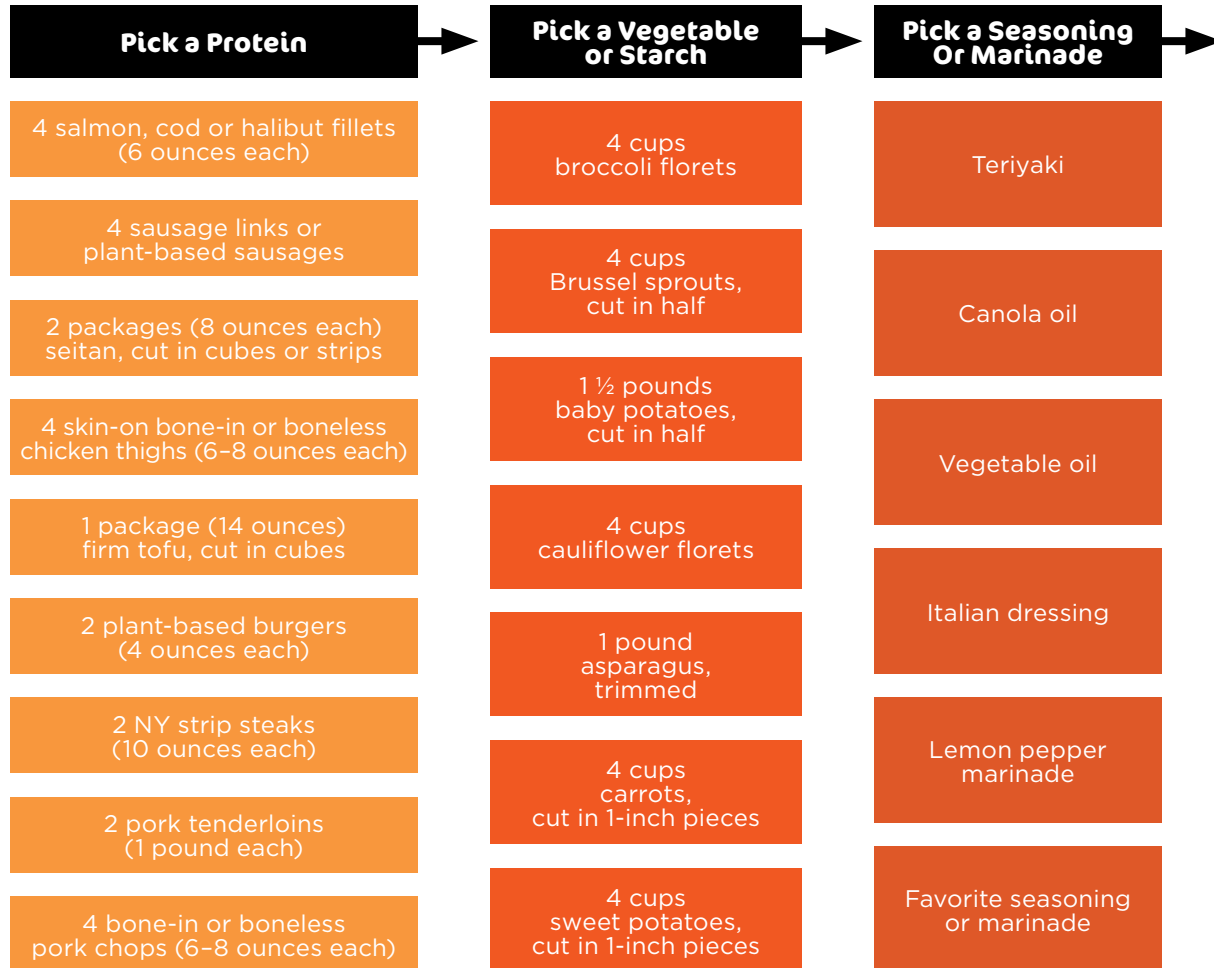 Pick a Protein
4 salmon, cod or halibut fillets
(6 ounces each)
4 sausage links or
plant-based sausages
2 packages (8 ounces each)
seitan, cut in cubes or strips
4 skin-on bone-in or boneless
chicken thighs (6–8 ounces each)
1 package (14 ounces)
firm tofu, cut in cubes
2 plant-based burgers
(4 ounces each)
2 NY strip steaks
(10 ounces each)
2 pork tenderloins
(1 pound each)
4 bone-in or boneless
pork chops (6–8 ounces each)
Pick a Vegetable
or Starch
4 cups
broccoli florets
4 cups
Brussel sprouts,
cut in half
1 ½ pounds
baby potatoes,
cut in half
4 cups
cauliflower florets
1 pound
asparagus,
trimmed
4 cups
carrots,
cut in 1-inch pieces
4 cups
sweet potatoes,
cut in 1-inch pieces
Pick a Seasoning
Or Marinade
Teriyaki
Canola oil
Vegetable oil
Italian dressing
Lemon pepper
marinade
Favorite seasoning
or marinade